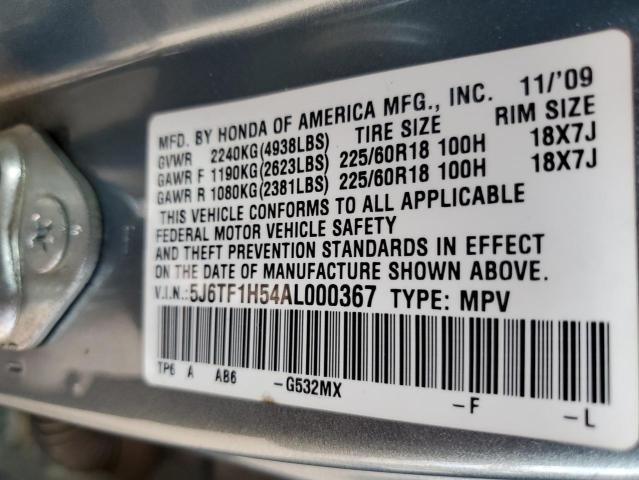 MFD. BY HONDA OF AMERICA MFG., INC. 11/'09
GVWR 2240KG(4938LBS) TIRE SIZE RIM SIZE
GAWR F 1190KG(2623LBS) 225/60R18 100H 18X7J
GAWR R 1080KG(2381LBS) 225/60R18 100H 18X7J
THIS VEHICLE CONFORMS TO ALL APPLICABLE
FEDERAL MOTOR VEHICLE SAFETY
AND THEFT PREVENTION STANDARDS IN EFFECT
ON THE DATE OF MANUFACTURE SHOWN ABOVE.
V.I.N.:5J6TF1H54AL000367 TYPE: MPV
TP6 A AB6 -G532MX -F -L